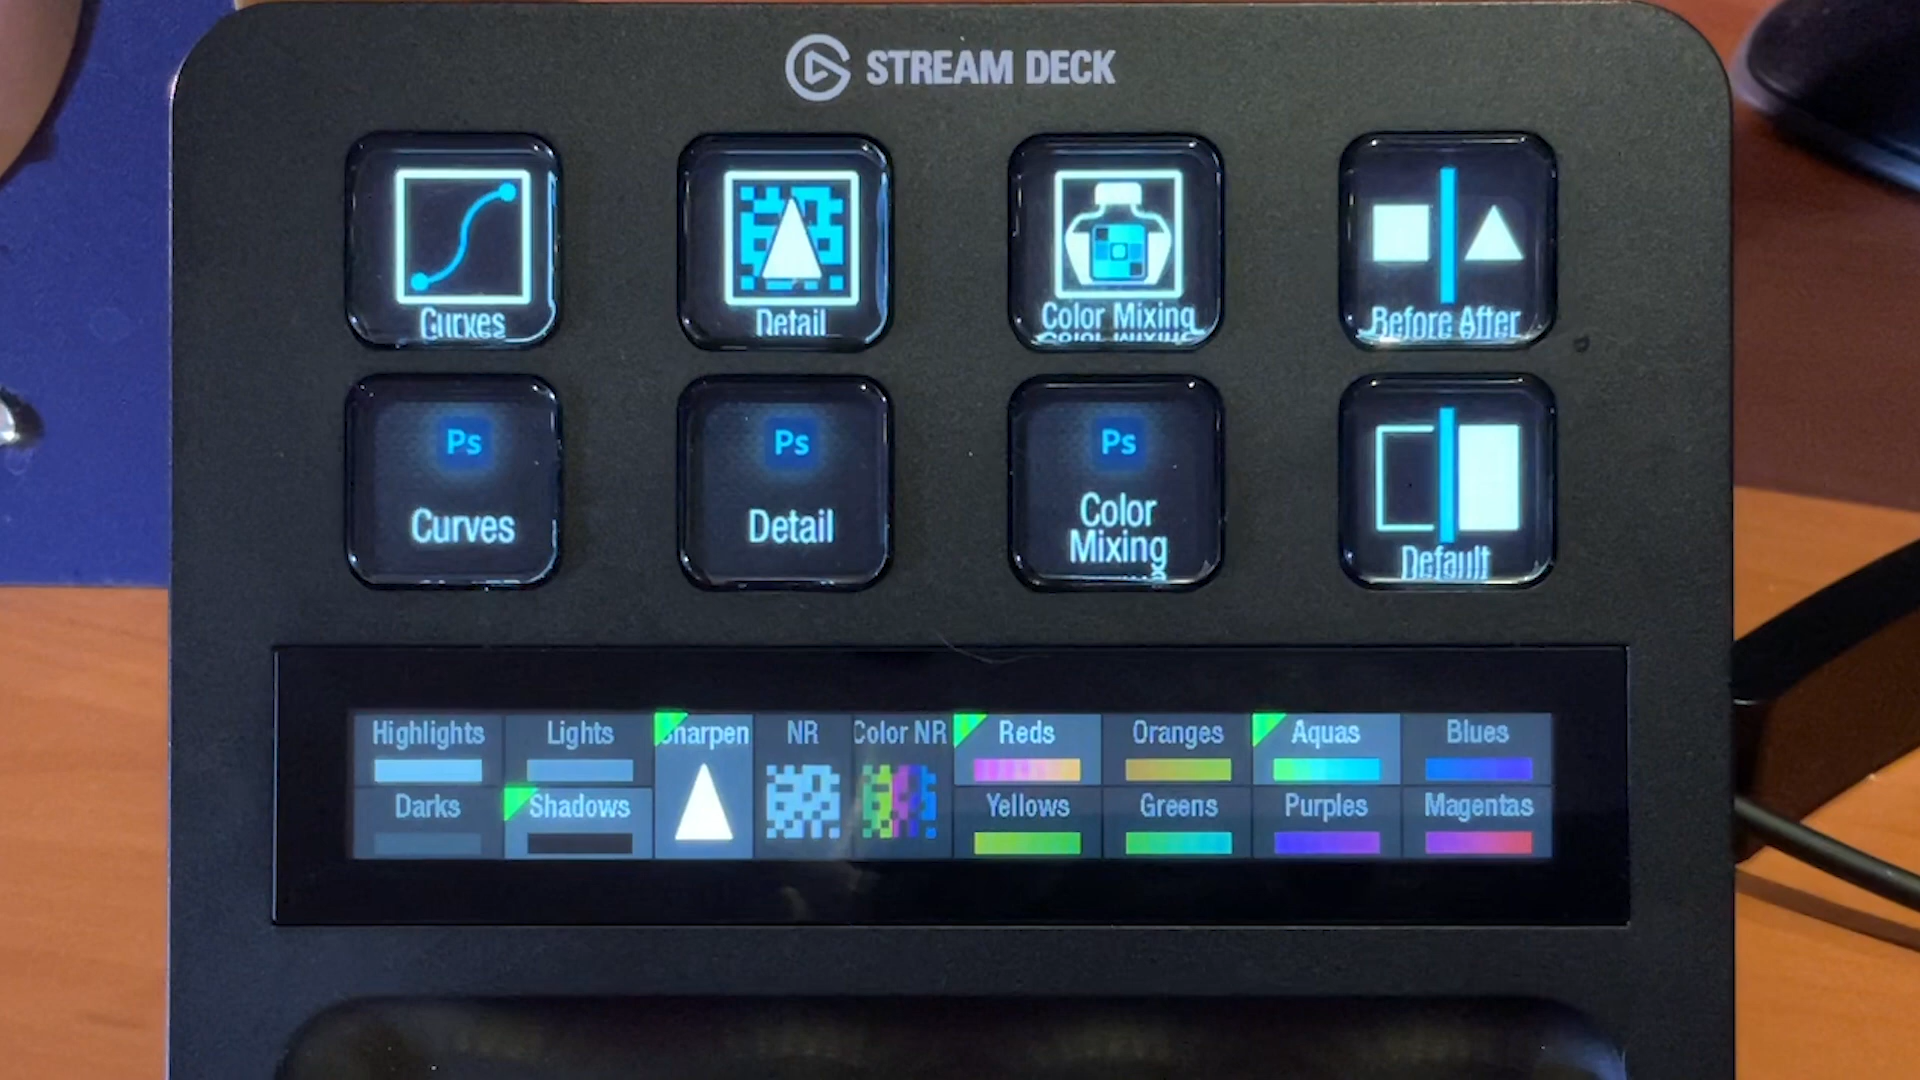 STREAM DECK
Curves
Detail
Color Mixing
Before After
Ps
Curves
Ps
Detail
Ps
Color
Mixing
Default
Highlights
Lights
Sharpen
NR
Color NR
Reds
Oranges
Aquas
Blues
Darks
Shadows
Yellows
Greens
Purples
Magentas